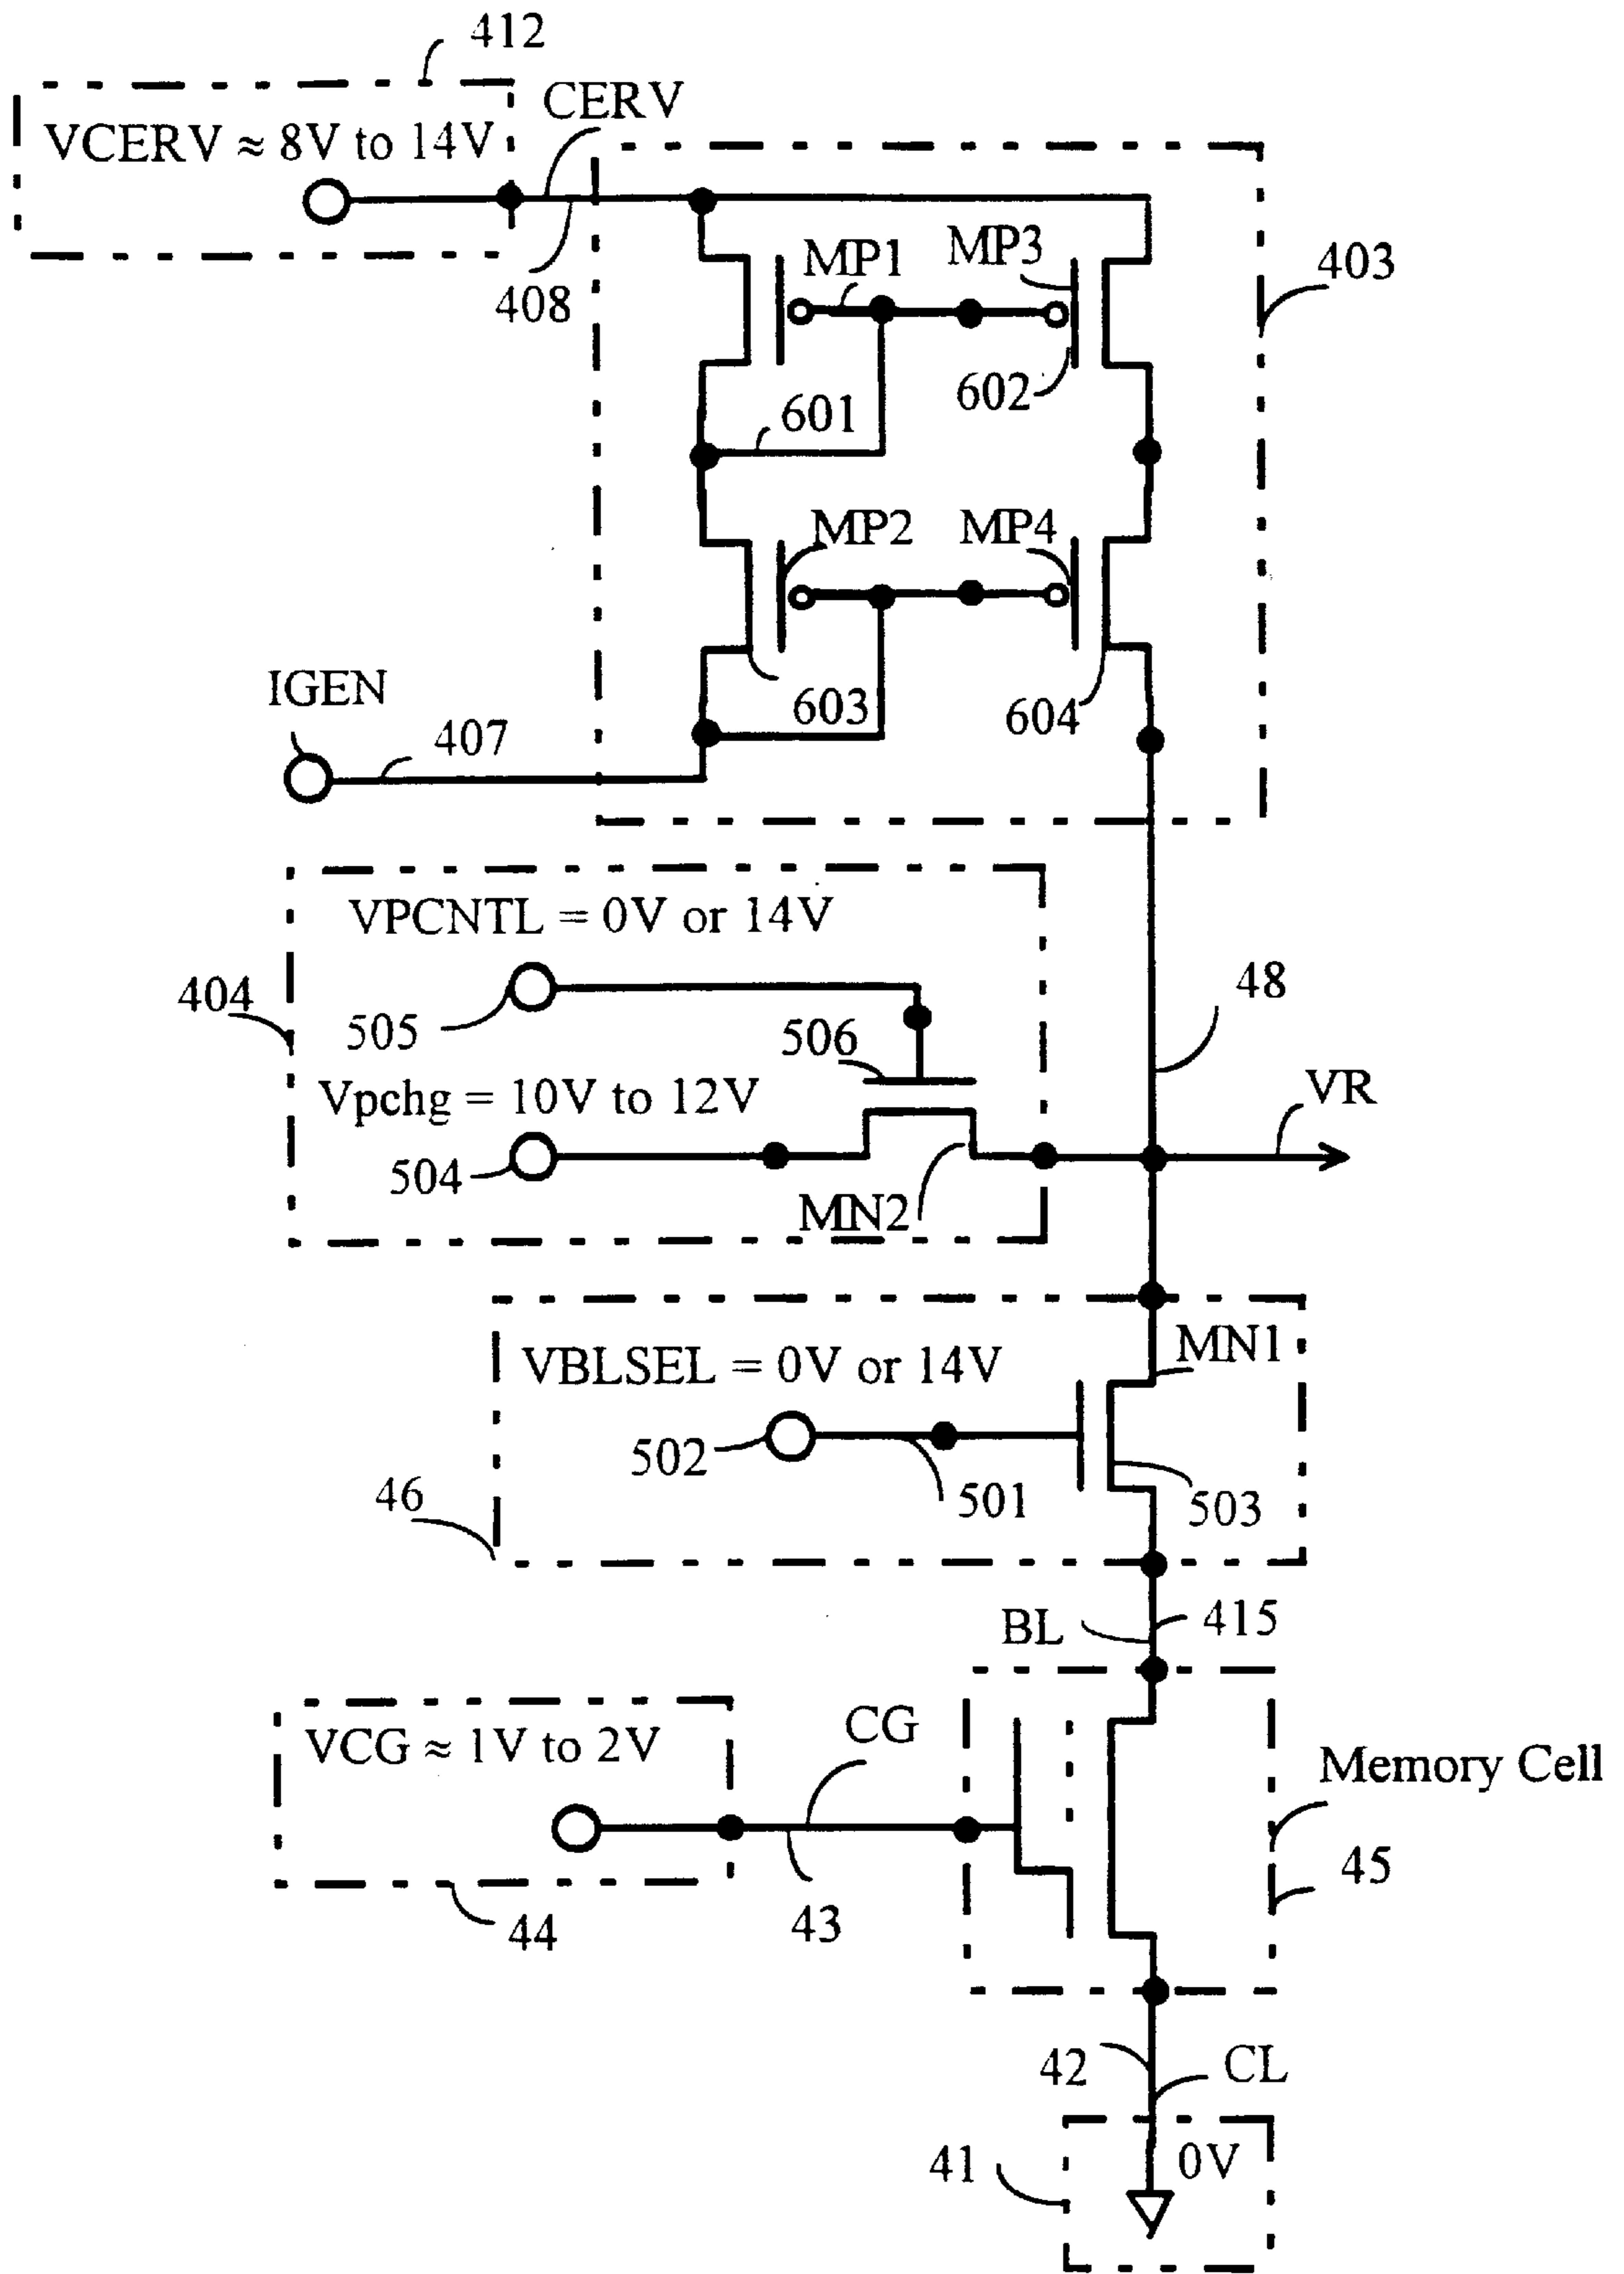 412
CERV
VCERV ≈ 8V to 14V
408
MP1
MP3
403
601
602
MP2
MP4
603
604
IGEN
407
VPCNTL = 0V or 14V
404
505
506
48
Vpchg = 10V to 12V
504
MN2
VR
VBLSEL = 0V or 14V
MN1
502
501
503
46
BL
415
VCG ≈ 1V to 2V
CG
Memory Cell
45
44
43
42
CL
41
0V